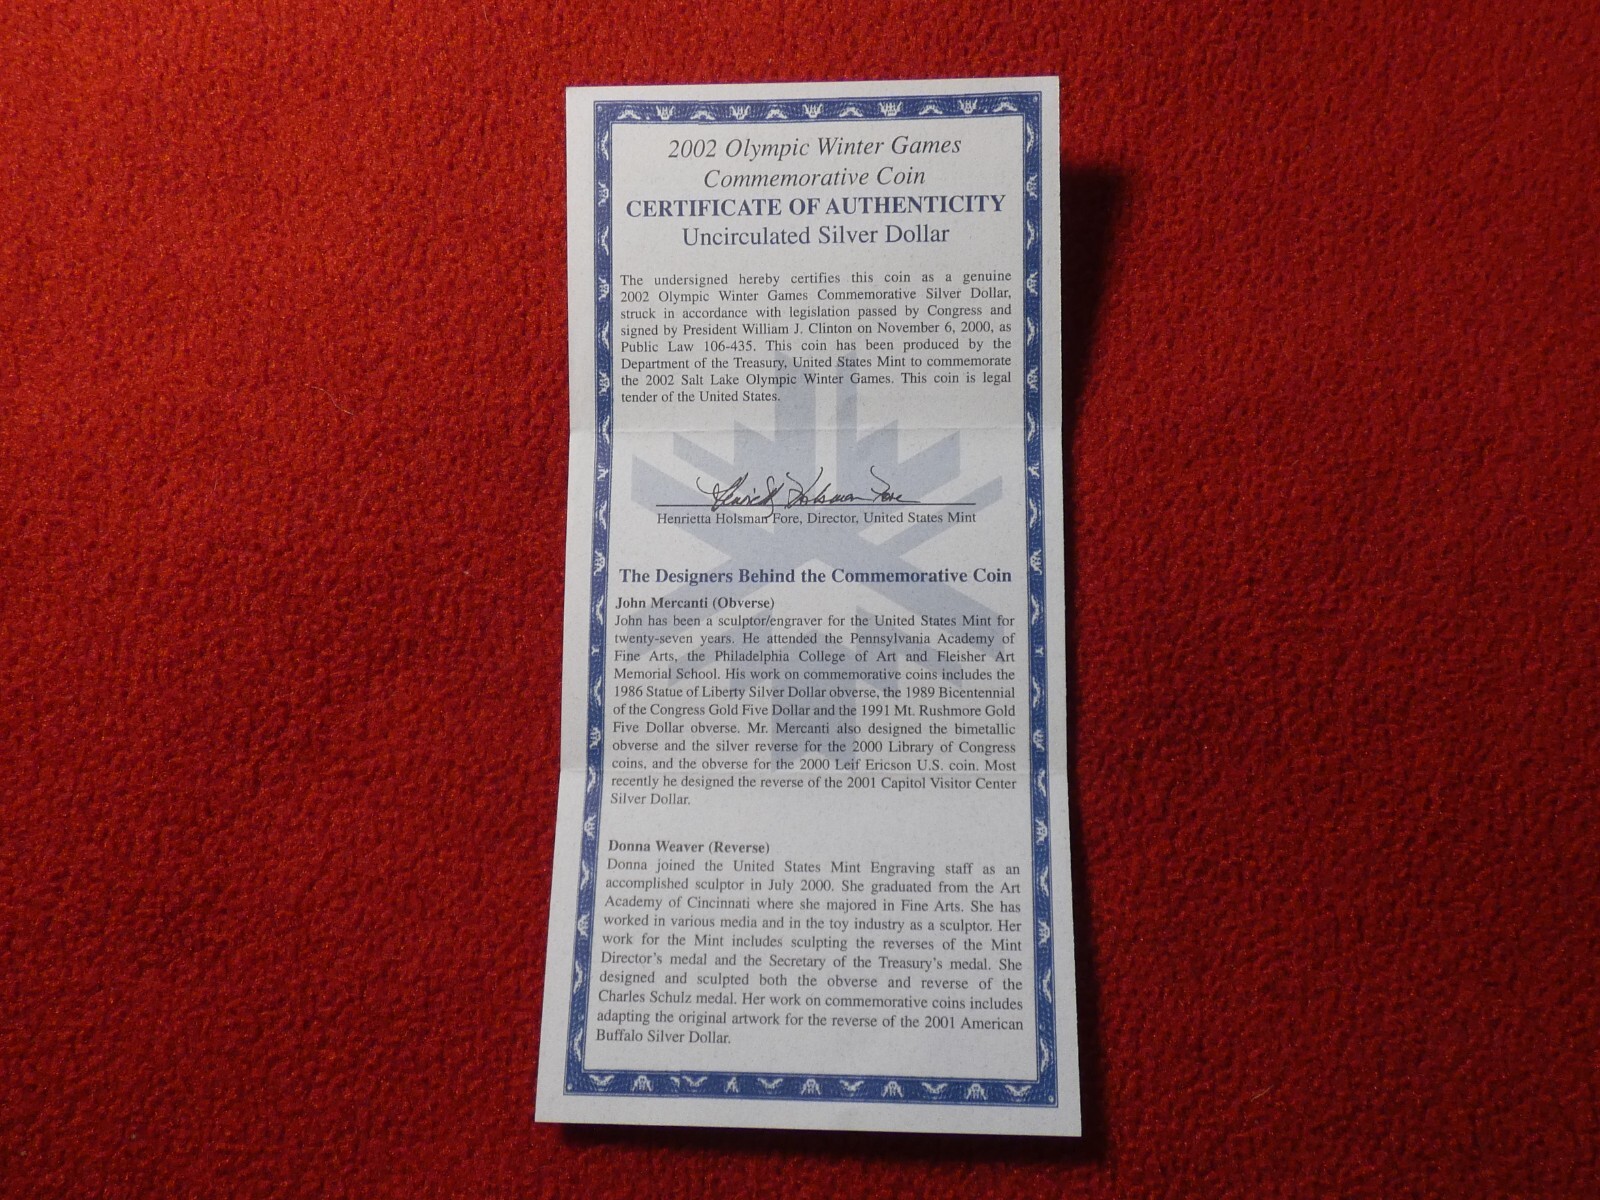 2002 Olympic Winter Games
Commemorative Coin
CERTIFICATE OF AUTHENTICITY
Uncirculated Silver Dollar
The undersigned hereby certifies this coin as a genuine
2002 Olympic Winter Games Commemorative Silver Dollar,
struck in accordance with legislation passed by Congress and
signed by President William J. Clinton on November 6, 2000, as
Public Law 106-435. This coin has been produced by the
Department of the Treasury, United States Mint to commemorate
the 2002 Salt Lake Olympic Winter Games. This coin is legal
tender of the United States.
Henrietta Holsman Fore
Henrietta Holsman Fore, Director, United States Mint
The Designers Behind the Commemorative Coin
John Mercanti (Obverse)
John has been a sculptor/engraver for the United States Mint for
twenty-seven years. He attended the Pennsylvania Academy of
Fine Arts, the Philadelphia College of Art and Fleisher Art
Memorial School. His work on commemorative coins includes the
1986 Statue of Liberty Silver Dollar obverse, the 1989 Bicentennial
of the Congress Gold Five Dollar and the 1991 Mt. Rushmore Gold
Five Dollar obverse. Mr. Mercanti also designed the bimetallic
obverse and the silver reverse for the 2000 Library of Congress
coins, and the obverse for the 2000 Leif Ericson U.S. coin. Most
recently he designed the reverse of the 2001 Capitol Visitor Center
Silver Dollar.
Donna Weaver (Reverse)
Donna joined the United States Mint Engraving staff as an
accomplished sculptor in July 2000. She graduated from the Art
Academy of Cincinnati where she majored in Fine Arts. She has
worked in various media and in the toy industry as a sculptor. Her
work for the Mint includes sculpting the reverses of the Mint
Director's medal and the Secretary of the Treasury's medal. She
designed and sculpted both the obverse and reverse of the
Charles Schulz medal. Her work on commemorative coins includes
adapting the original artwork for the reverse of the 2001 American
Buffalo Silver Dollar.